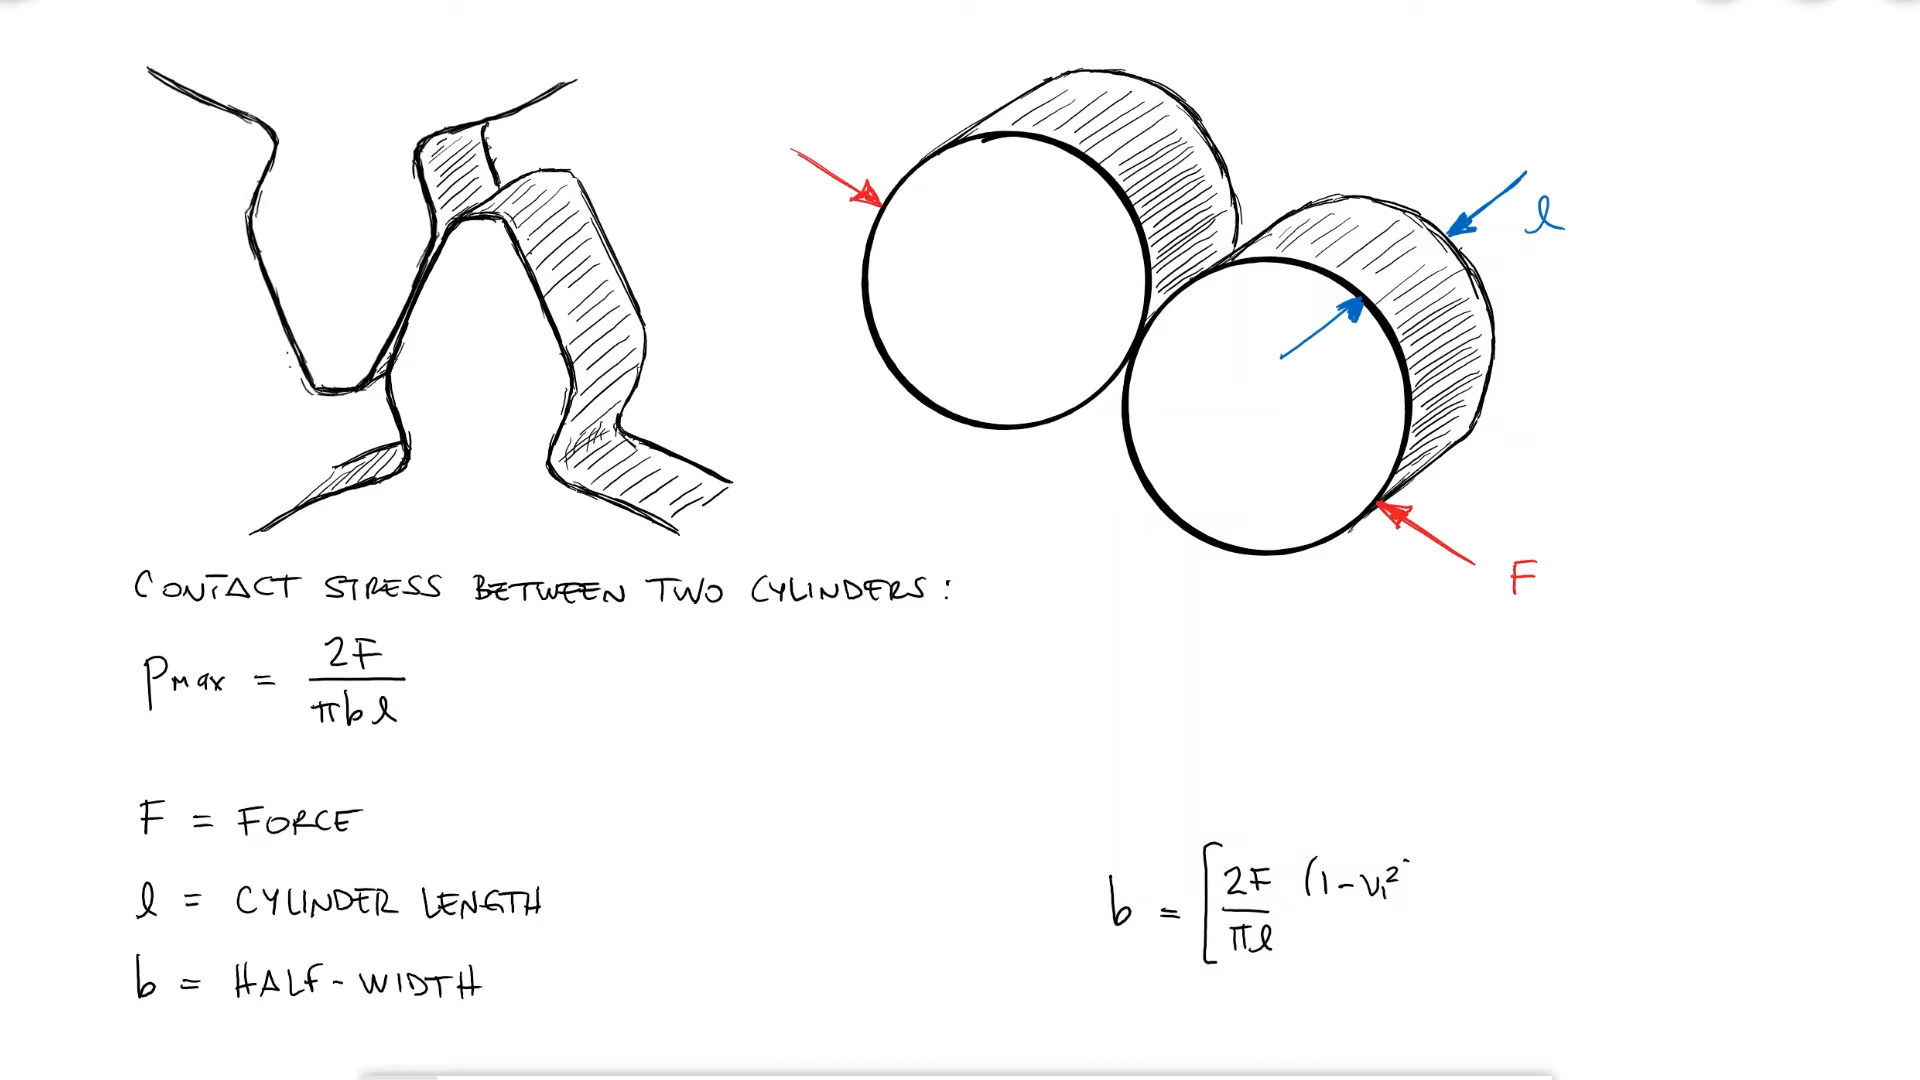 l
F
CONTACT STRESS BETWEEN TWO CYLINDERS:
Pmax = 2F / πbl
F = FORCE
l = CYLINDER LENGTH
b = HALF-WIDTH
b = [ 2F / πl (1-ν₁²